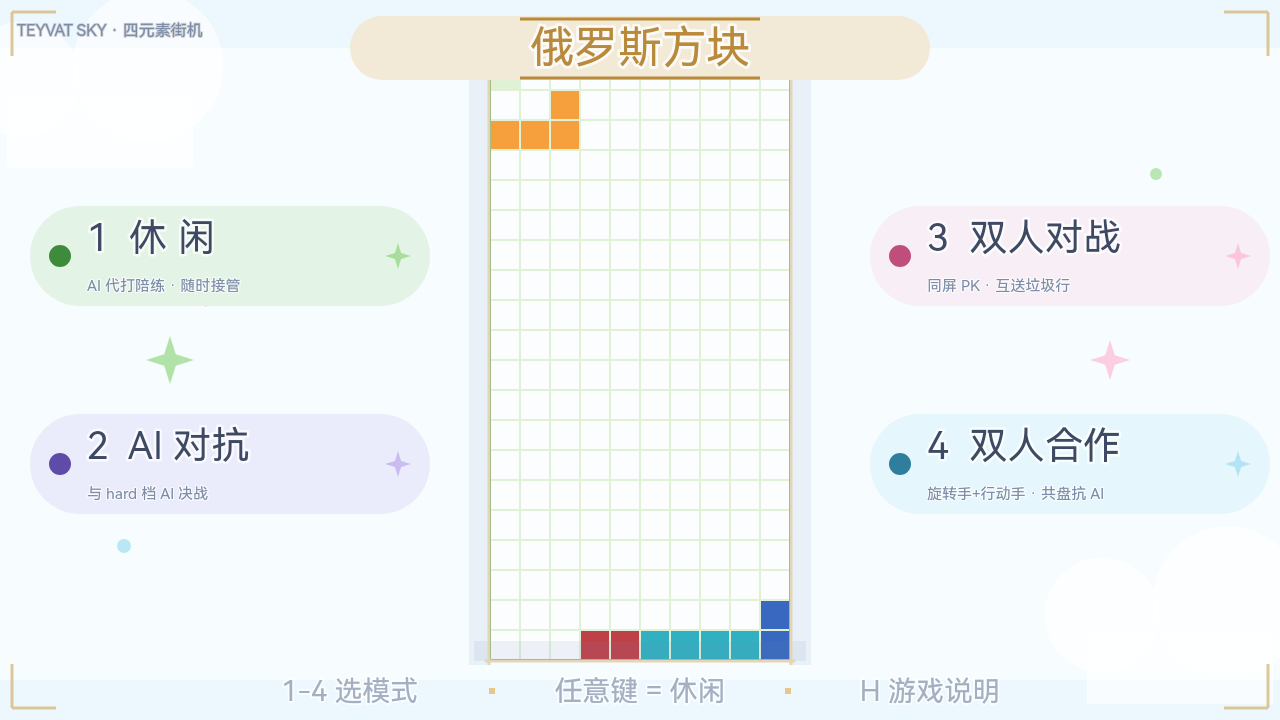 TEYVAT SKY · 四元素街机
俄罗斯方块
1 休 闲
AI 代打陪练 · 随时接管
2 AI 对抗
与 hard 档 AI 决战
3 双人对战
同屏 PK · 互送垃圾行
4 双人合作
旋转手+行动手 · 共盘抗 AI
1-4 选模式 · 任意键 = 休闲 · H 游戏说明